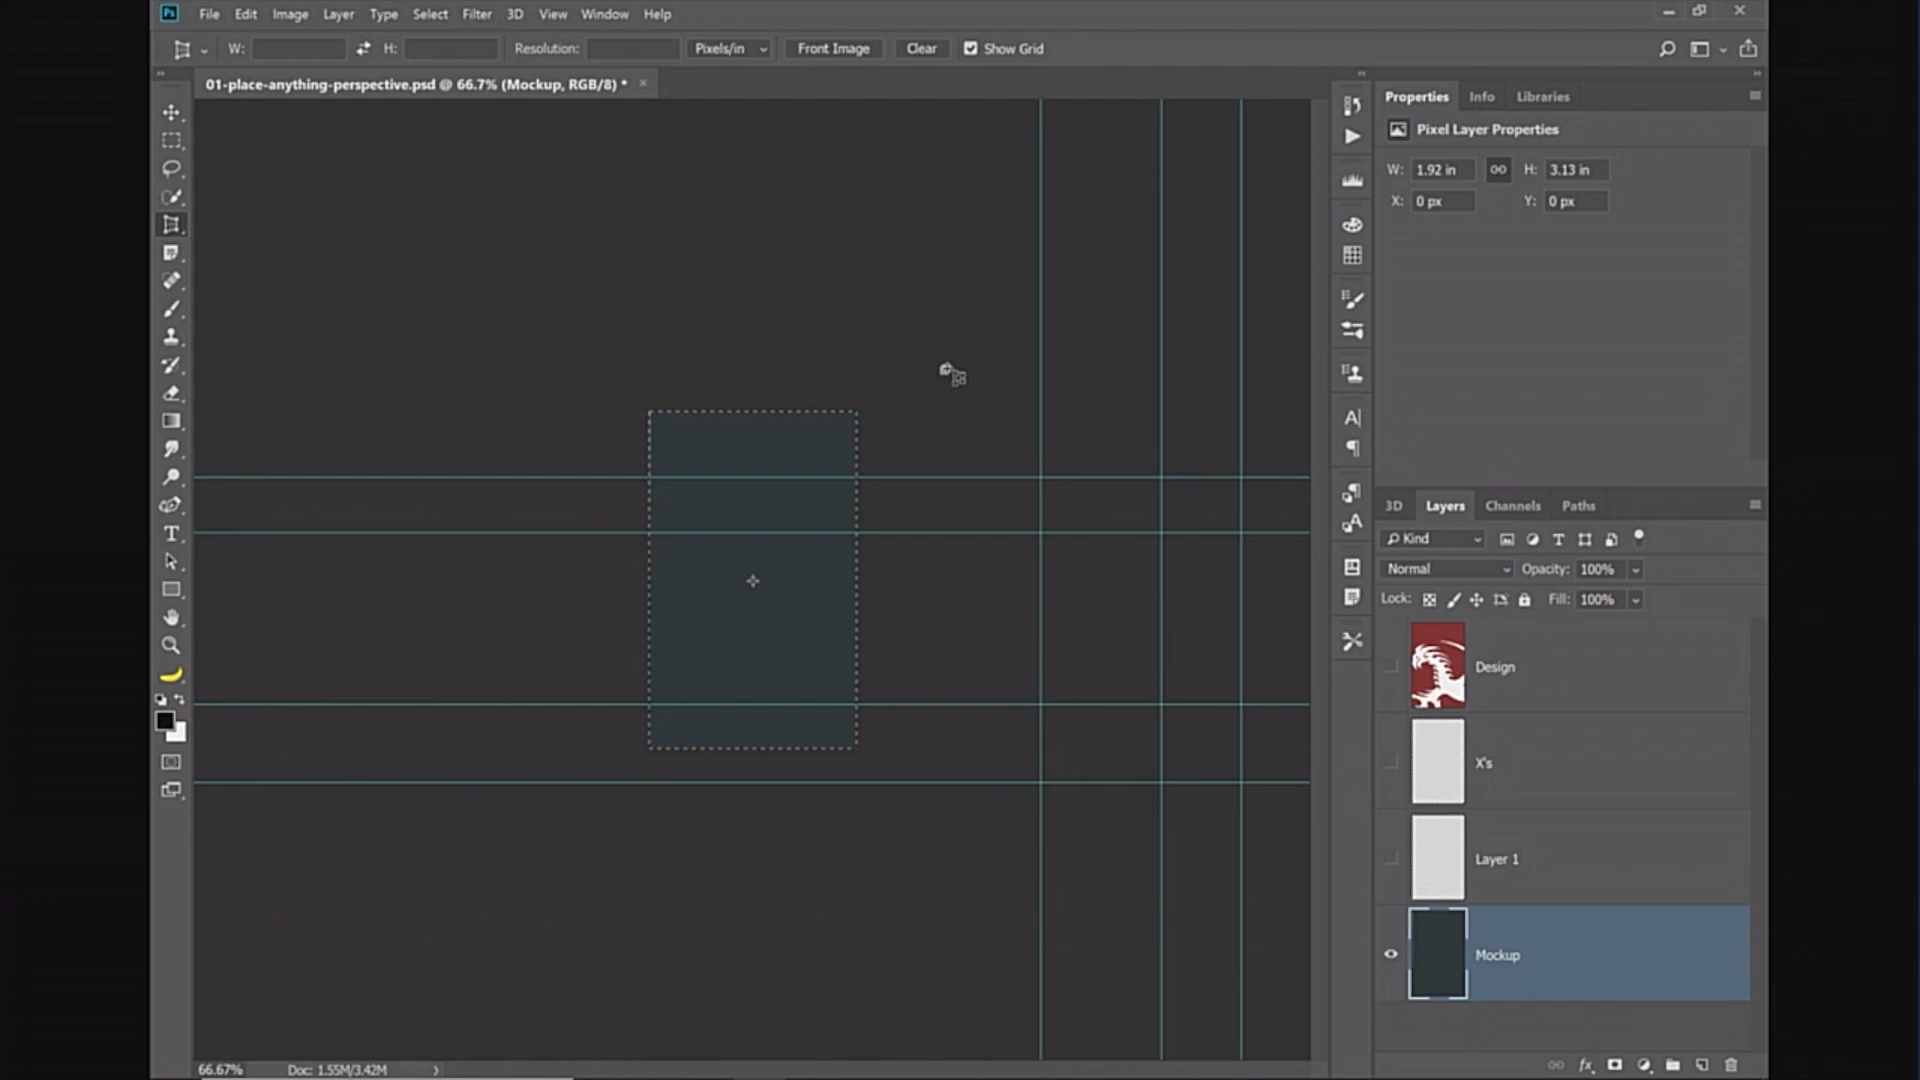 Ps File Edit Image Layer Type Select Filter 3D View Window Help
W: H: Resolution: Pixels/in Front Image Clear Show Grid
01-place-anything-perspective.psd @ 66.7% (Mockup, RGB/8) *
Properties Info Libraries
Pixel Layer Properties
W: 1.92 in H: 3.13 in
X: 0 px Y: 0 px
3D Layers Channels Paths
Kind
Normal Opacity: 100%
Lock: Fill: 100%
Design
X's
Layer 1
Mockup
66.67% Doc: 1.55M/3.42M